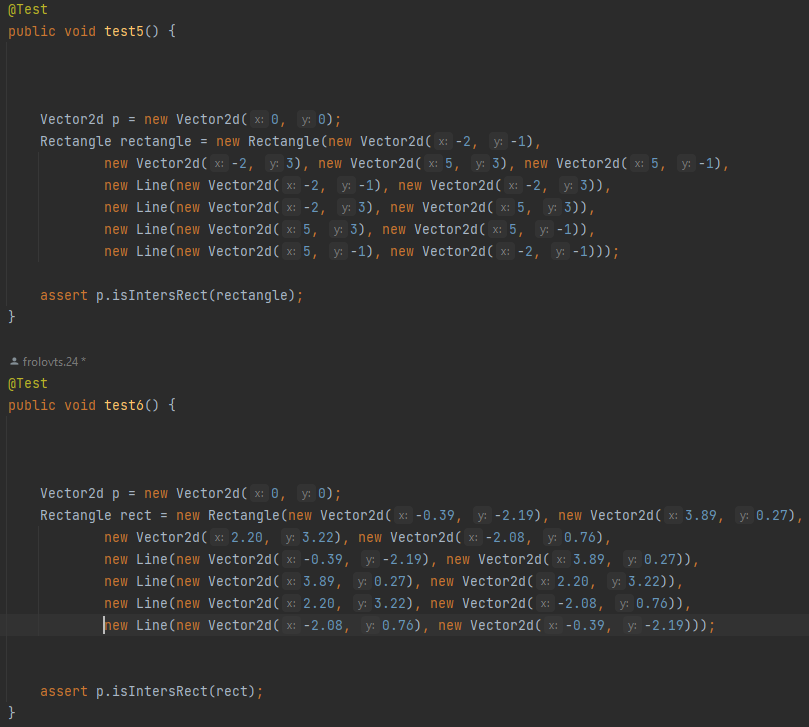 @Test
public void test5() {
Vector2d p = new Vector2d( x: 0, y: 0);
Rectangle rectangle = new Rectangle(new Vector2d( x: -2, y: -1),
new Vector2d( x: -2, y: 3), new Vector2d( x: 5, y: 3), new Vector2d( x: 5, y: -1),
new Line(new Vector2d( x: -2, y: -1), new Vector2d( x: -2, y: 3)),
new Line(new Vector2d( x: -2, y: 3), new Vector2d( x: 5, y: 3)),
new Line(new Vector2d( x: 5, y: 3), new Vector2d( x: 5, y: -1)),
new Line(new Vector2d( x: 5, y: -1), new Vector2d( x: -2, y: -1)));
assert p.isIntersRect(rectangle);
}
frolovts.24 *
@Test
public void test6() {
Vector2d p = new Vector2d( x: 0, y: 0);
Rectangle rect = new Rectangle(new Vector2d( x: -0.39, y: -2.19), new Vector2d( x: 3.89, y: 0.27),
new Vector2d( x: 2.20, y: 3.22), new Vector2d( x: -2.08, y: 0.76),
new Line(new Vector2d( x: -0.39, y: -2.19), new Vector2d( x: 3.89, y: 0.27)),
new Line(new Vector2d( x: 3.89, y: 0.27), new Vector2d( x: 2.20, y: 3.22)),
new Line(new Vector2d( x: 2.20, y: 3.22), new Vector2d( x: -2.08, y: 0.76)),
new Line(new Vector2d( x: -2.08, y: 0.76), new Vector2d( x: -0.39, y: -2.19)));
assert p.isIntersRect(rect);
}